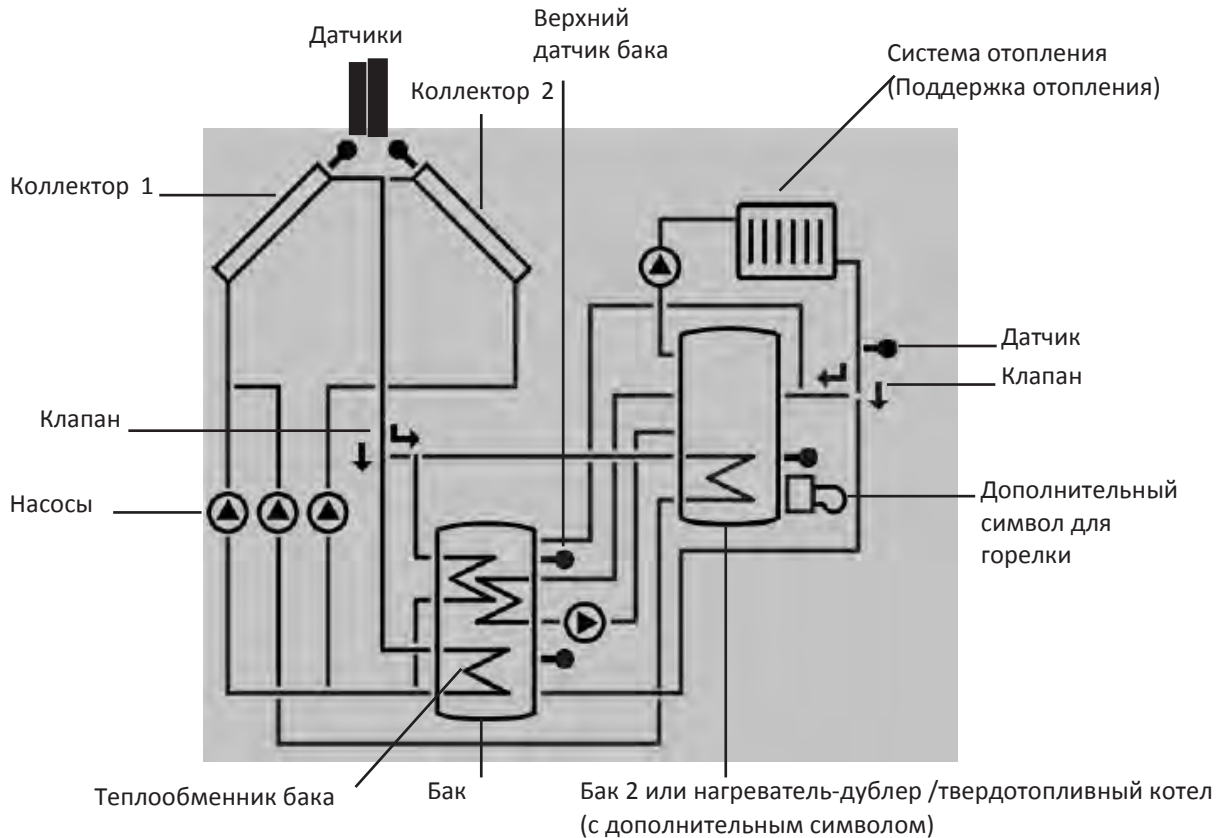 Верхний
датчик бака
Датчики
Система отопления
(Поддержка отопления)
Коллектор 2
Коллектор 1
Датчик
Клапан
Клапан
Насосы
Дополнительный
символ для
горелки
Теплообменник бака
Бак
Бак 2 или нагреватель-дублер /твердотопливный котел
(с дополнительным символом)